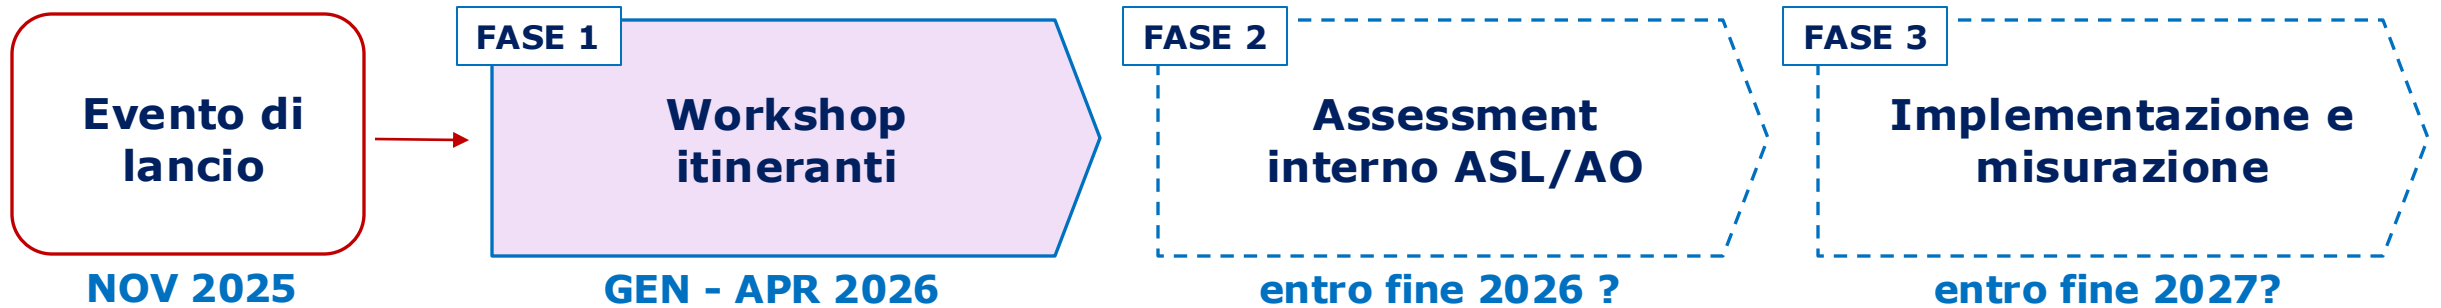 Evento di
lancio
NOV 2025
FASE 1
Workshop
itineranti
GEN - APR 2026
FASE 2
Assessment
interno ASL/AO
entro fine 2026 ?
FASE 3
Implementazione e
misurazione
entro fine 2027?